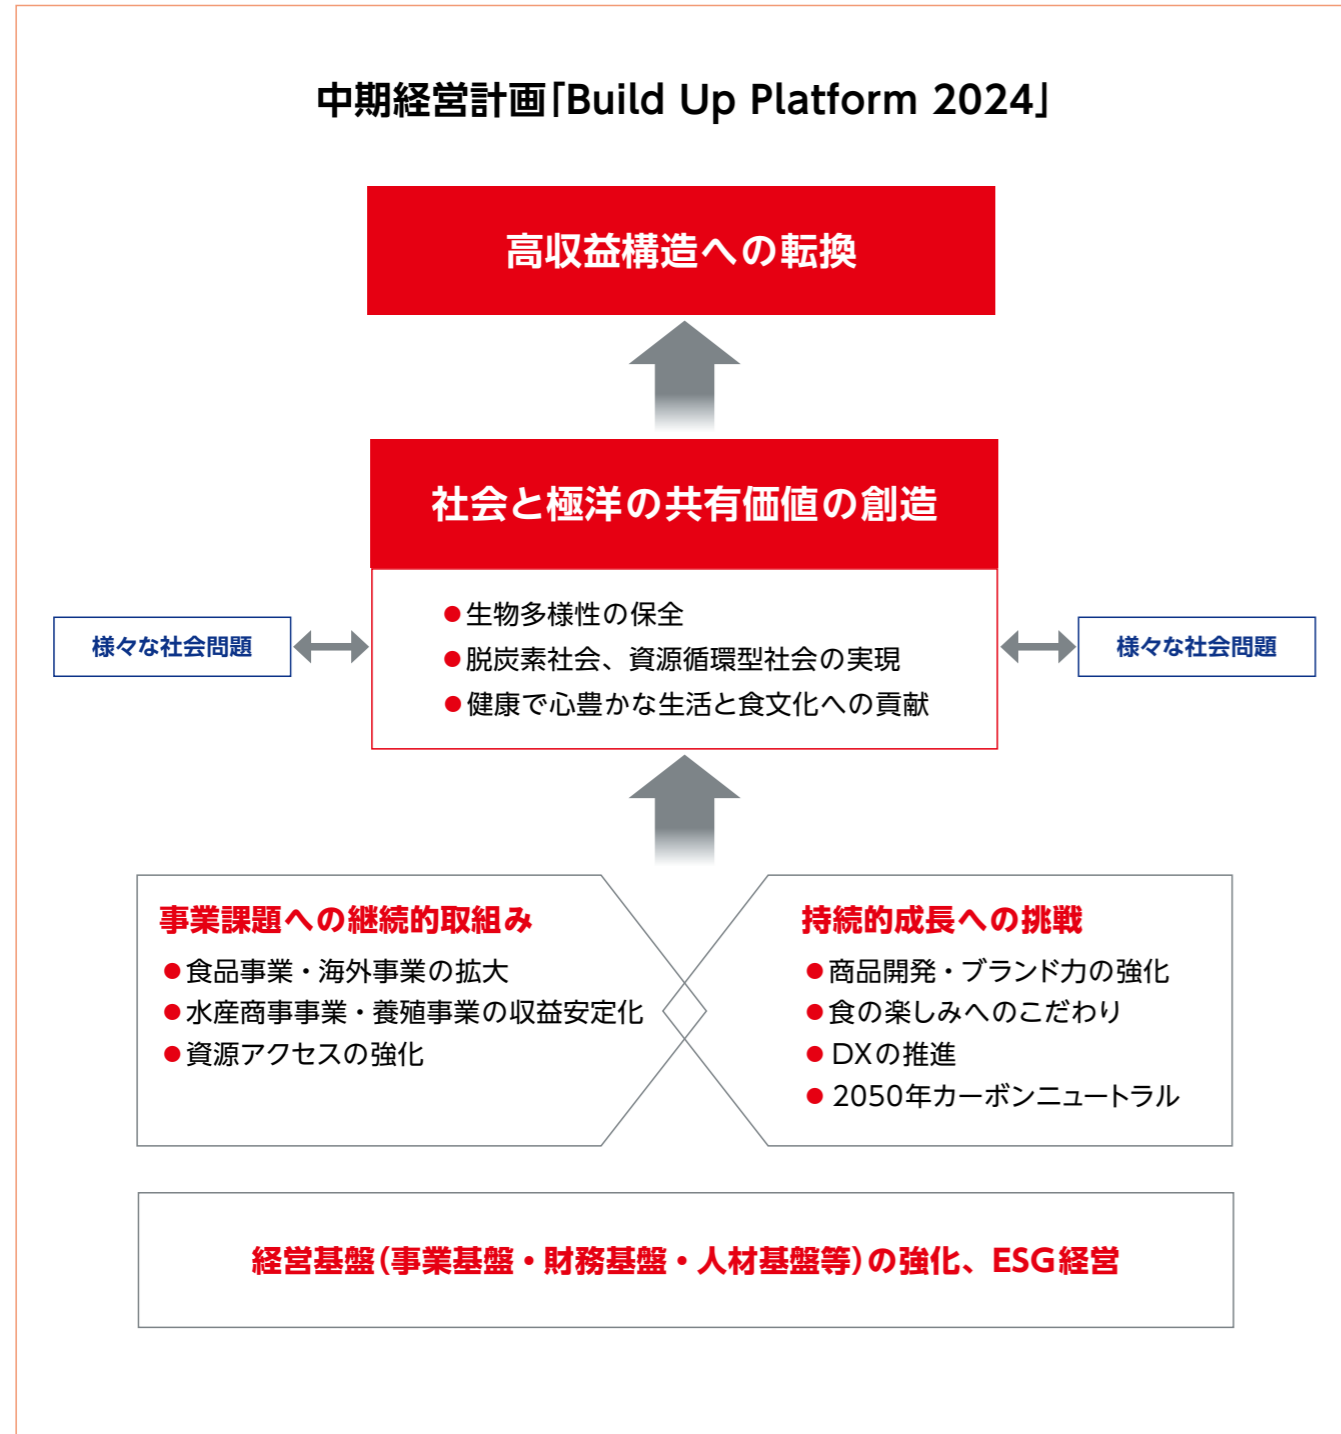 中期経営計画「Build Up Platform 2024」
高収益構造への転換
社会と極洋の共有価値の創造
●生物多様性の保全
●脱炭素社会、資源循環型社会の実現
●健康で心豊かな生活と食文化への貢献
様々な社会問題
様々な社会問題
事業課題への継続的取組み
●食品事業・海外事業の拡大
●水産商事事業・養殖事業の収益安定化
●資源アクセスの強化
持続的成長への挑戦
●商品開発・ブランド力の強化
●食の楽しみへのこだわり
●DXの推進
●2050年カーボンニュートラル
経営基盤(事業基盤・財務基盤・人材基盤等)の強化、ESG経営